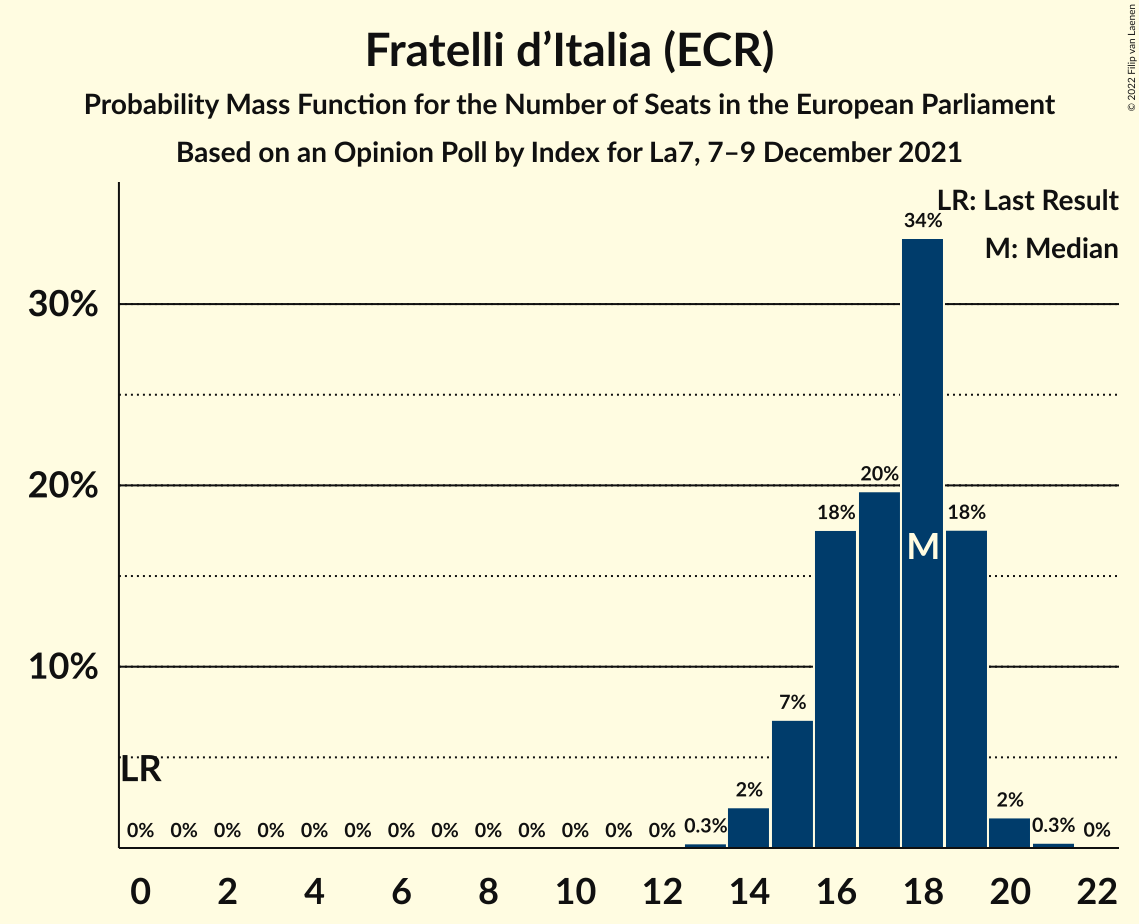 Fratelli d’Italia (ECR)
Probability Mass Function for the Number of Seats in the European Parliament
Based on an Opinion Poll by Index for La7, 7–9 December 2021
© 2022 Filip van Laenen
LR: Last Result
M: Median
34%
30%
20%
20%
18% 18%
M
10%
7%
LR
2% 2%
0% 0% 0% 0% 0% 0% 0% 0% 0% 0% 0% 0% 0% 0.3% 0.3% 0%
0 2 4 6 8 10 12 14 16 18 20 22